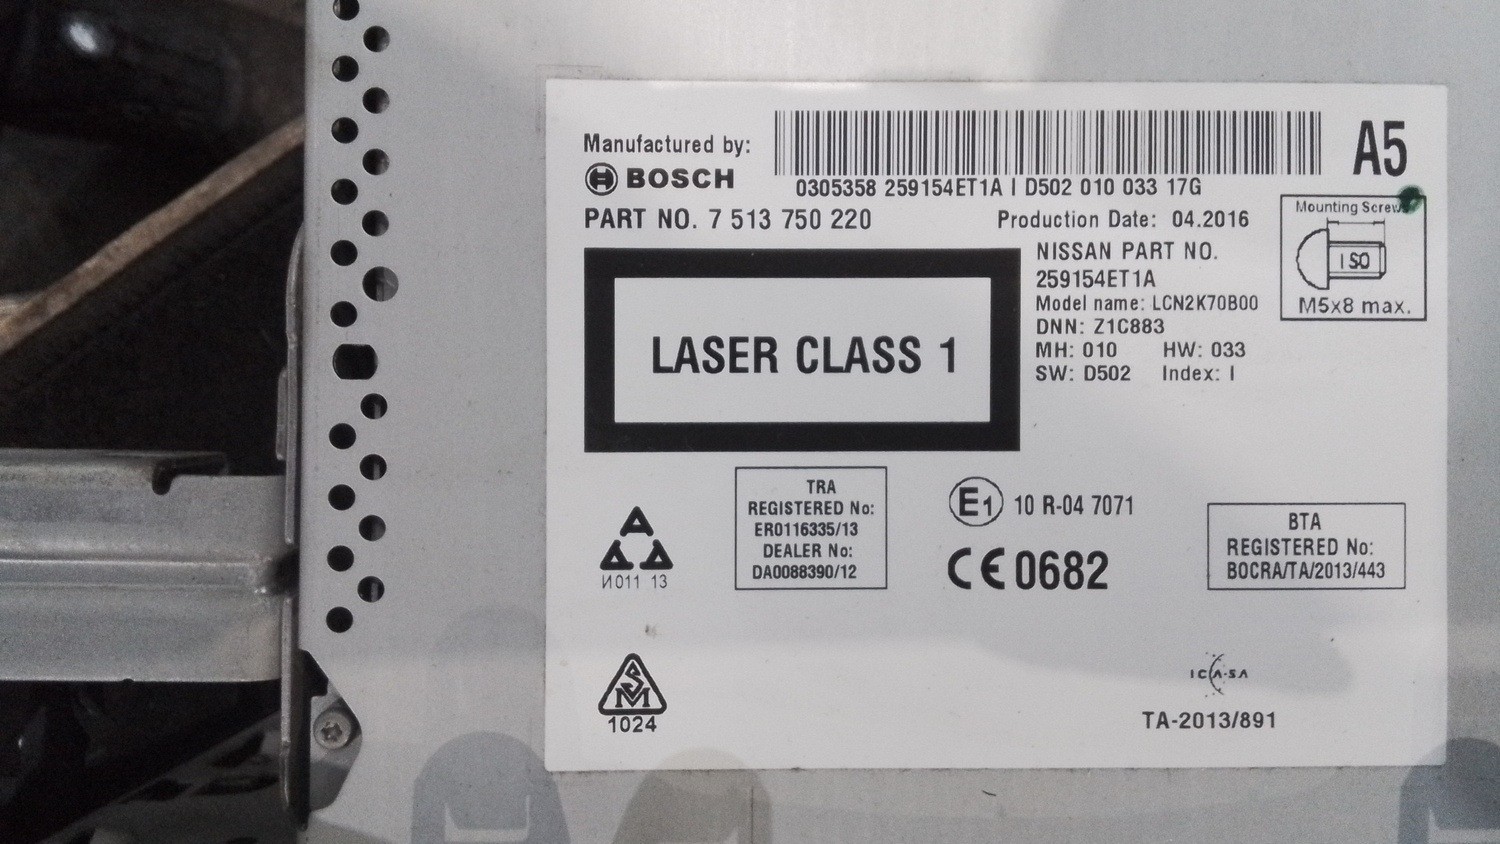 Manufactured by:
BOSCH
A5
0305358 259154ET1A I D502 010 033 17G
PART NO. 7 513 750 220
Production Date: 04.2016
Mounting Screws
ISO
M5x8 max.
NISSAN PART NO.
259154ET1A
Model name: LCN2K70B00
DNN: Z1C883
MH: 010 HW: 033
SW: D502 Index: I
LASER CLASS 1
И011 13
TRA
REGISTERED No:
ER0116335/13
DEALER No:
DA0088390/12
E1 10 R-04 7071
CE 0682
BTA
REGISTERED No:
BOCRA/TA/2013/443
SM
1024
ICASA
TA-2013/891